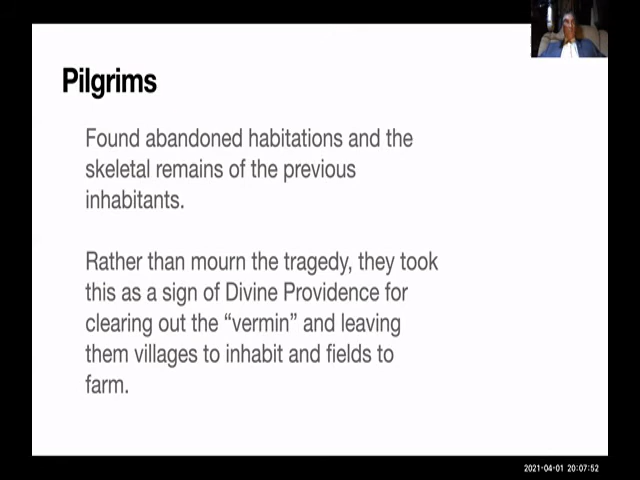 Pilgrims
Found abandoned habitations and the
skeletal remains of the previous
inhabitants.
Rather than mourn the tragedy, they took
this as a sign of Divine Providence for
clearing out the “vermin” and leaving
them villages to inhabit and fields to
farm.
2021-04-01 20:07:52